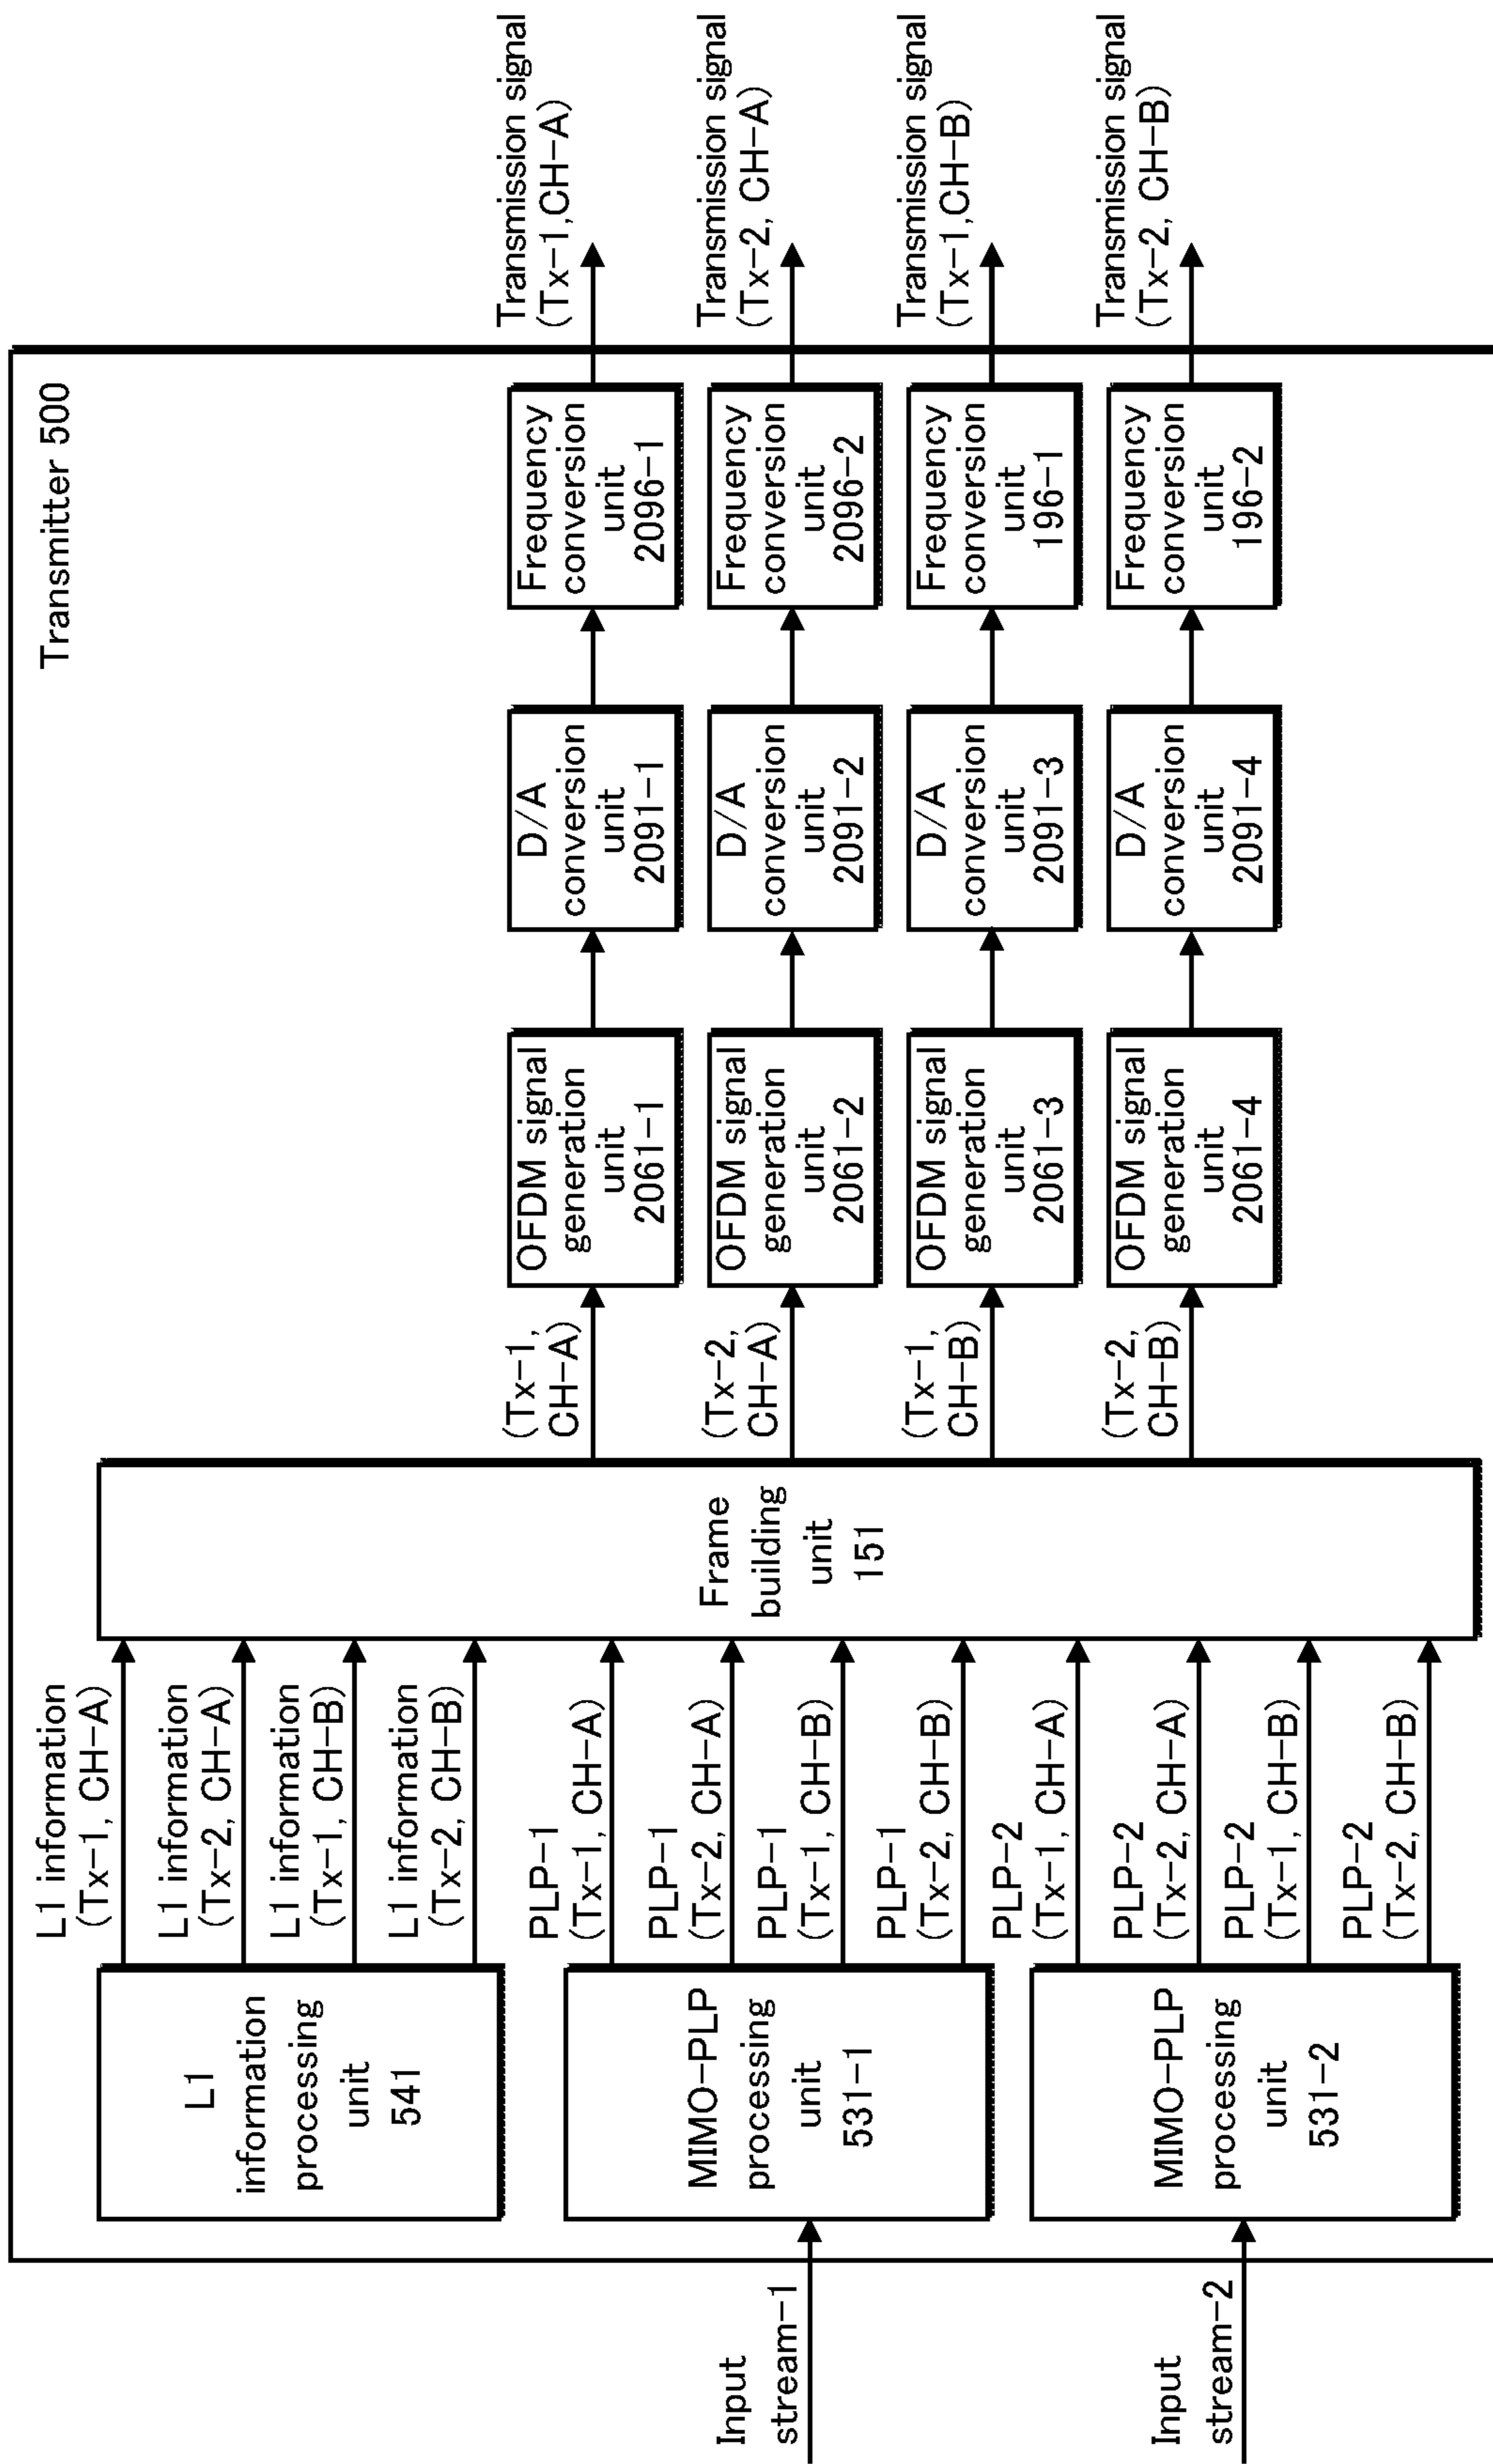 Transmitter 500
Input
stream-1
Input
stream-2
L1
information
processing
unit
541
MIMO-PLP
processing
unit
531-1
MIMO-PLP
processing
unit
531-2
L1 information
(Tx-1, CH-A)
L1 information
(Tx-2, CH-A)
L1 information
(Tx-1, CH-B)
L1 information
(Tx-2, CH-B)
PLP-1
(Tx-1, CH-A)
PLP-1
(Tx-2, CH-A)
PLP-1
(Tx-1, CH-B)
PLP-1
(Tx-2, CH-B)
PLP-2
(Tx-1, CH-A)
PLP-2
(Tx-2, CH-A)
PLP-2
(Tx-1, CH-B)
PLP-2
(Tx-2, CH-B)
Frame
building
unit
151
(Tx-1,
CH-A)
(Tx-2,
CH-A)
(Tx-1,
CH-B)
(Tx-2,
CH-B)
OFDM signal
generation
unit
2061-1
OFDM signal
generation
unit
2061-2
OFDM signal
generation
unit
2061-3
OFDM signal
generation
unit
2061-4
D/A
conversion
unit
2091-1
D/A
conversion
unit
2091-2
D/A
conversion
unit
2091-3
D/A
conversion
unit
2091-4
Frequency
conversion
unit
2096-1
Frequency
conversion
unit
2096-2
Frequency
conversion
unit
196-1
Frequency
conversion
unit
196-2
Transmission signal
(Tx-1,CH-A)
Transmission signal
(Tx-2, CH-A)
Transmission signal
(Tx-1,CH-B)
Transmission signal
(Tx-2, CH-B)